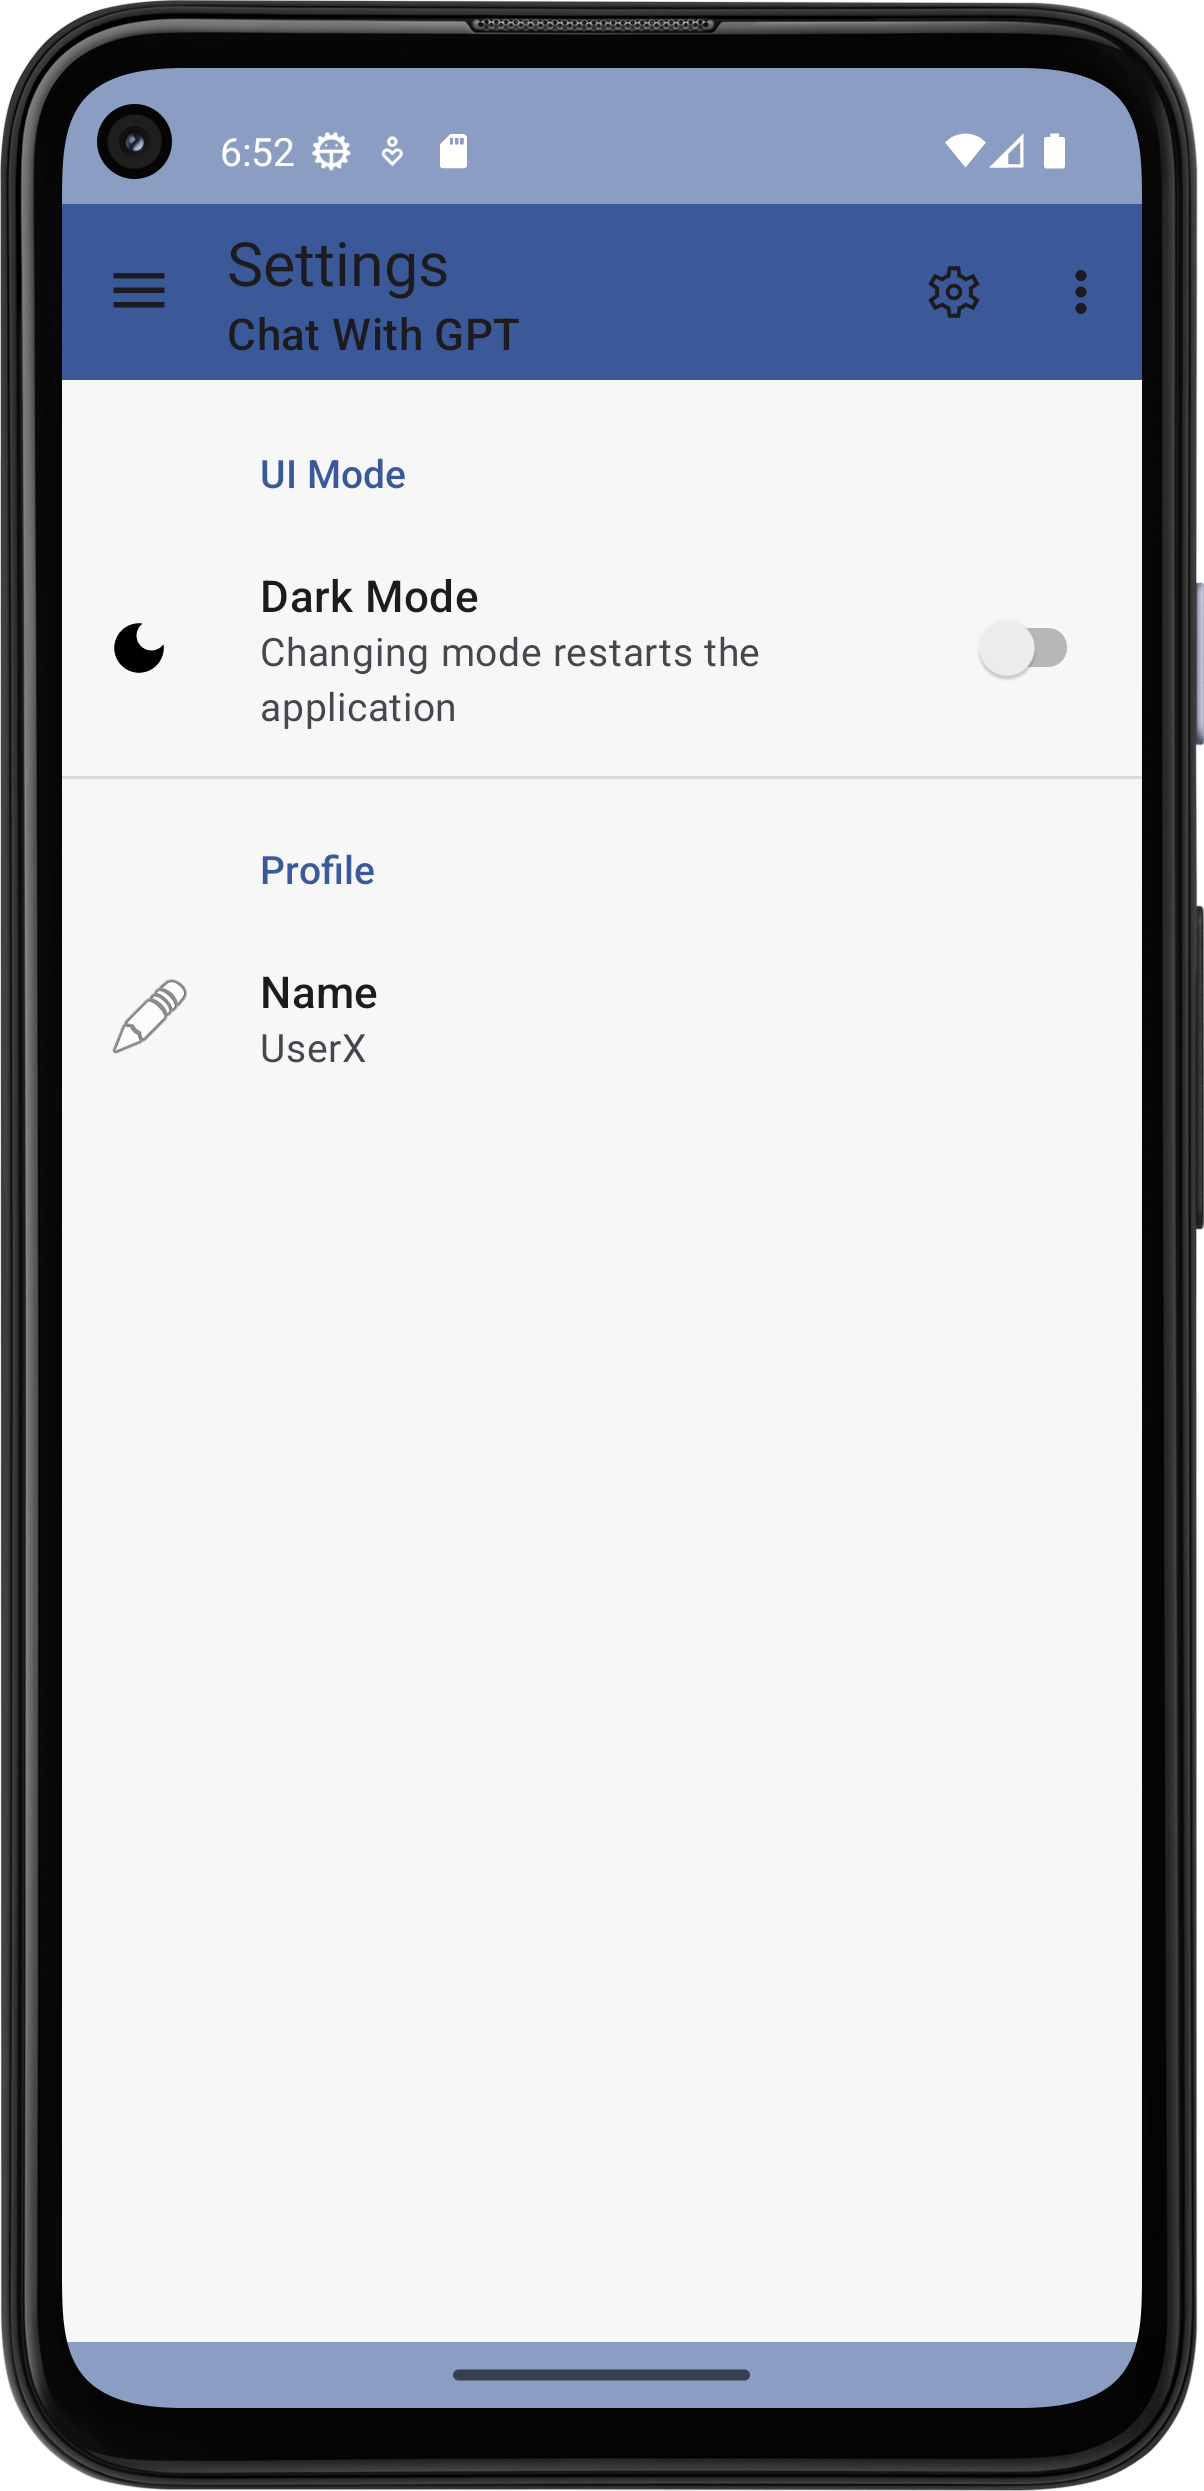 6:52
Settings
Chat With GPT
UI Mode
Dark Mode
Changing mode restarts the
application
Profile
Name
UserX